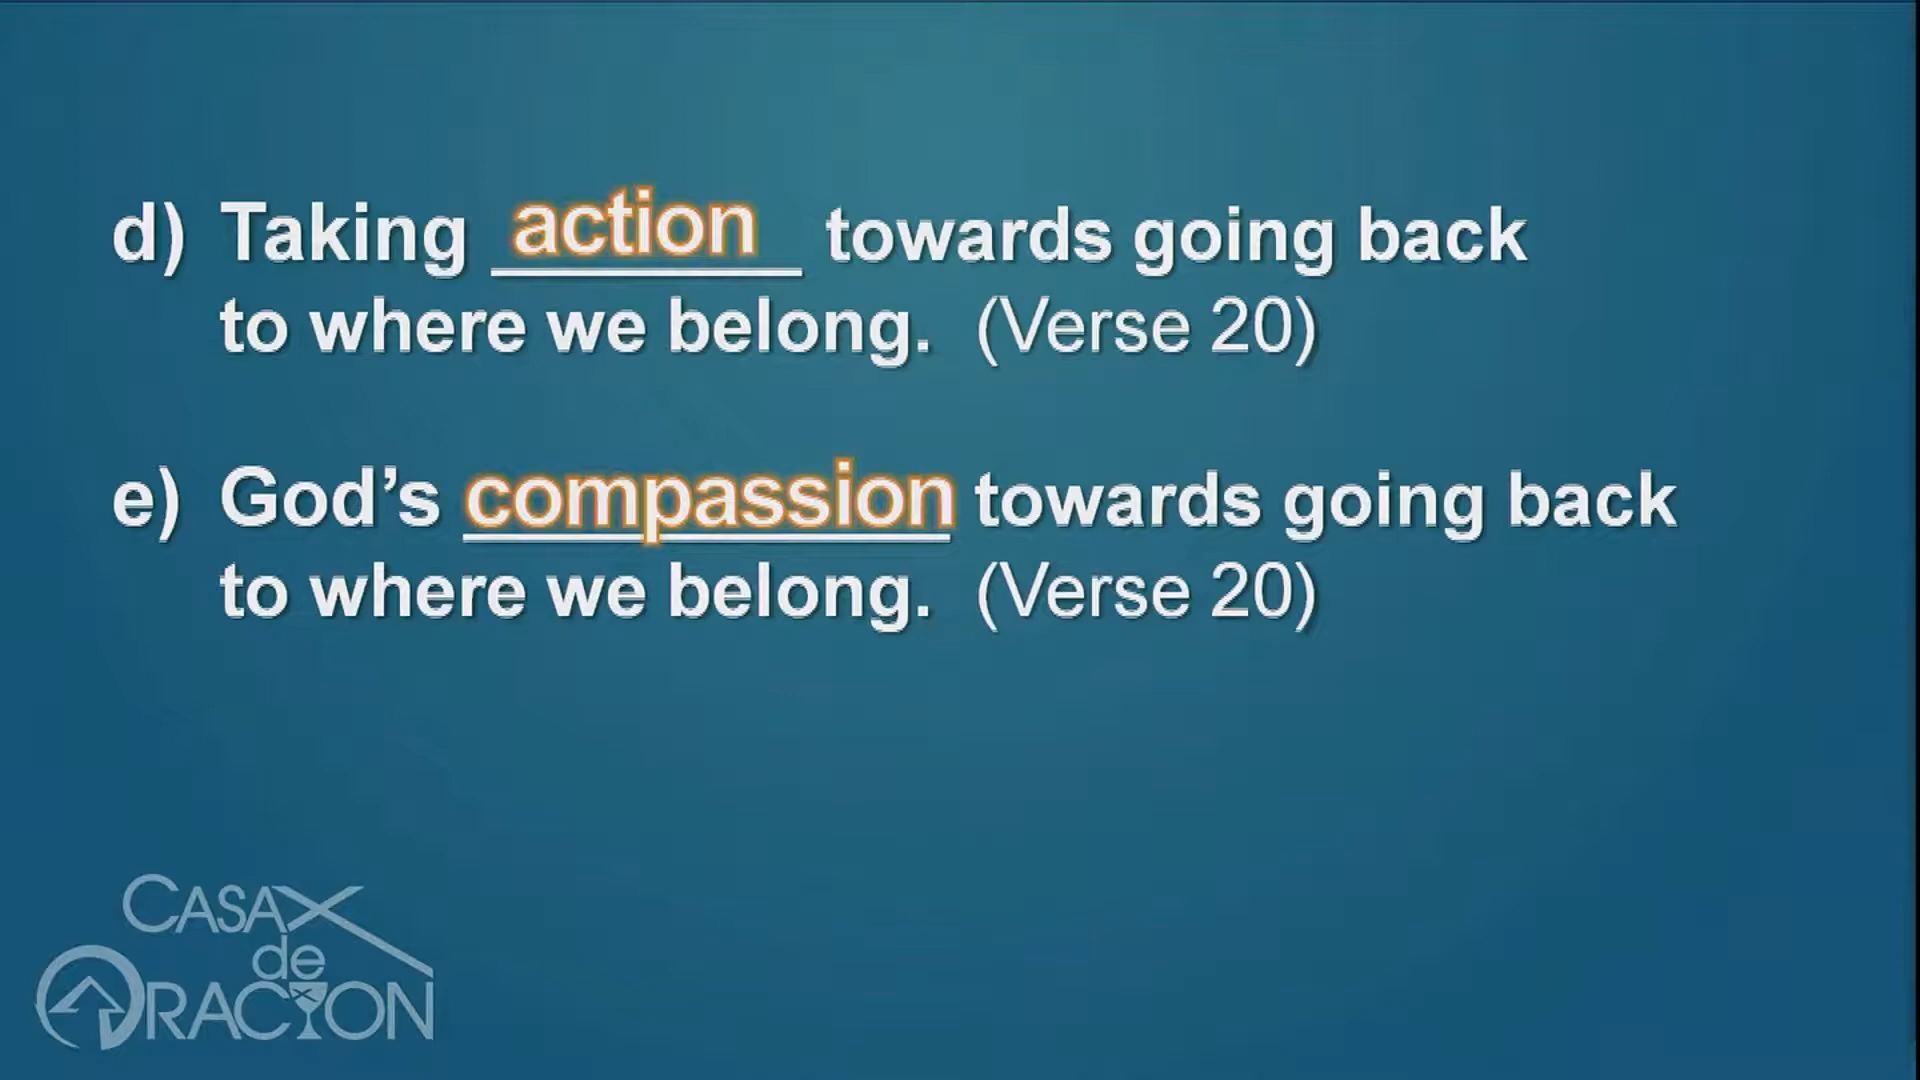 d) Taking action towards going back
to where we belong. (Verse 20)
e) God’s compassion towards going back
to where we belong. (Verse 20)
CASA
de
ORACION